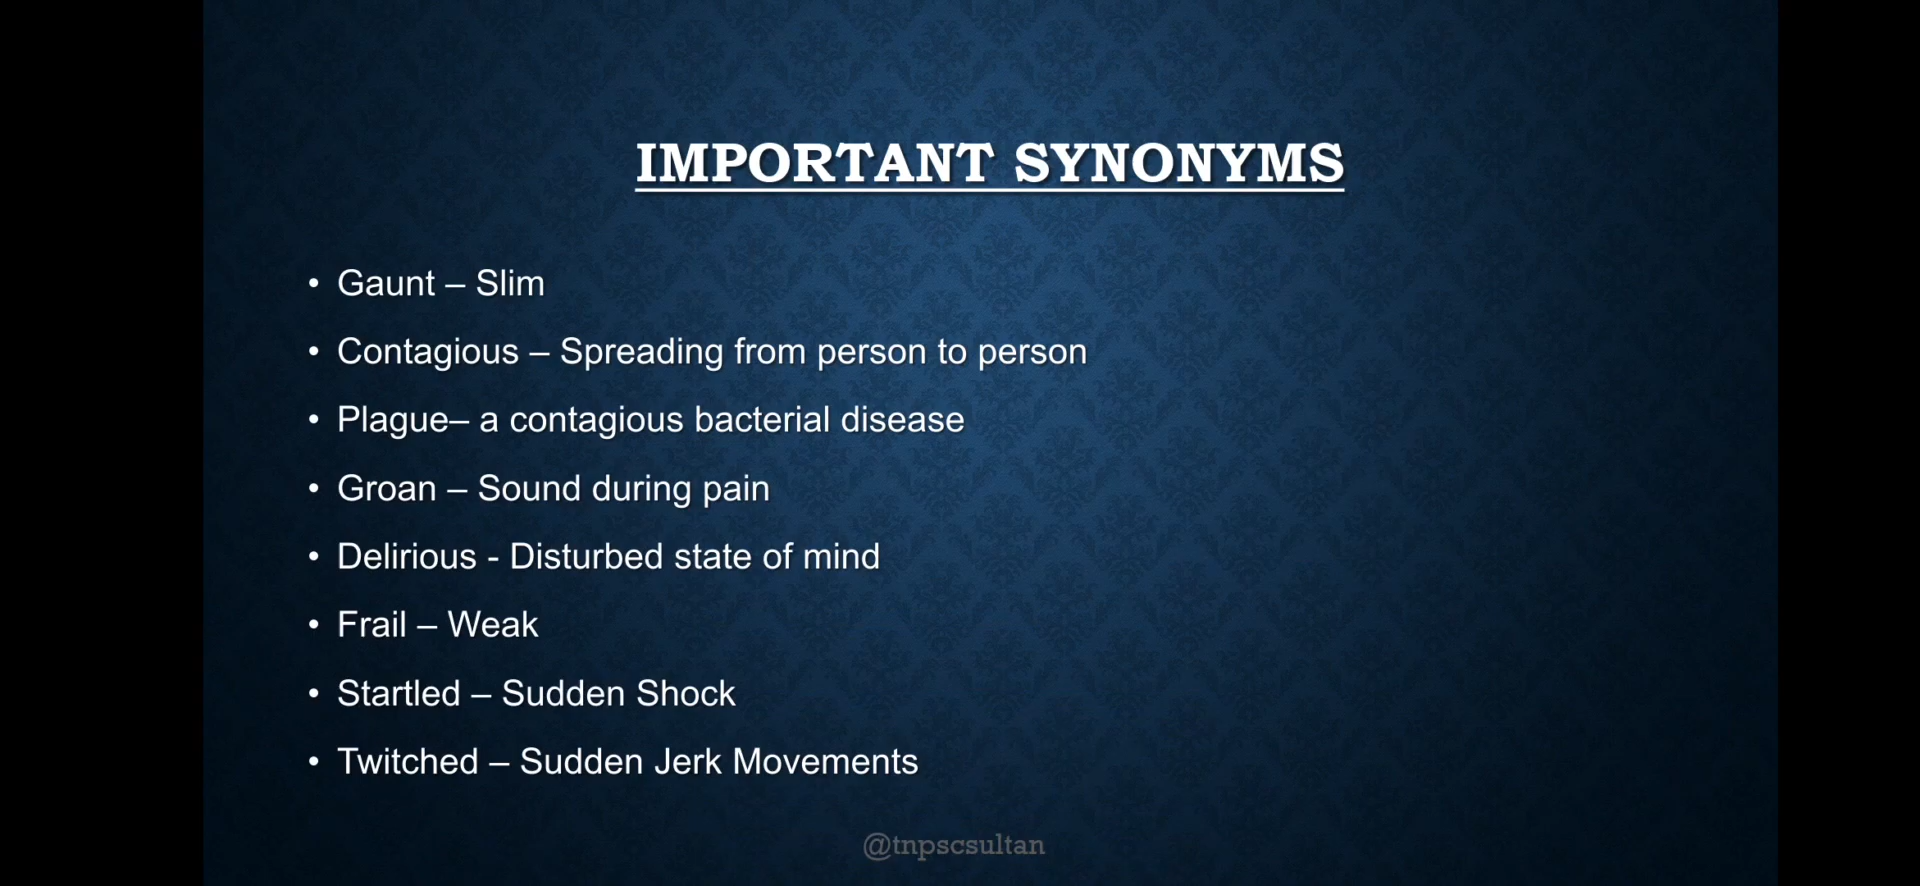 IMPORTANT SYNONYMS
• Gaunt – Slim
• Contagious – Spreading from person to person
• Plague– a contagious bacterial disease
• Groan – Sound during pain
• Delirious - Disturbed state of mind
• Frail – Weak
• Startled – Sudden Shock
• Twitched – Sudden Jerk Movements
@tnpscsultan